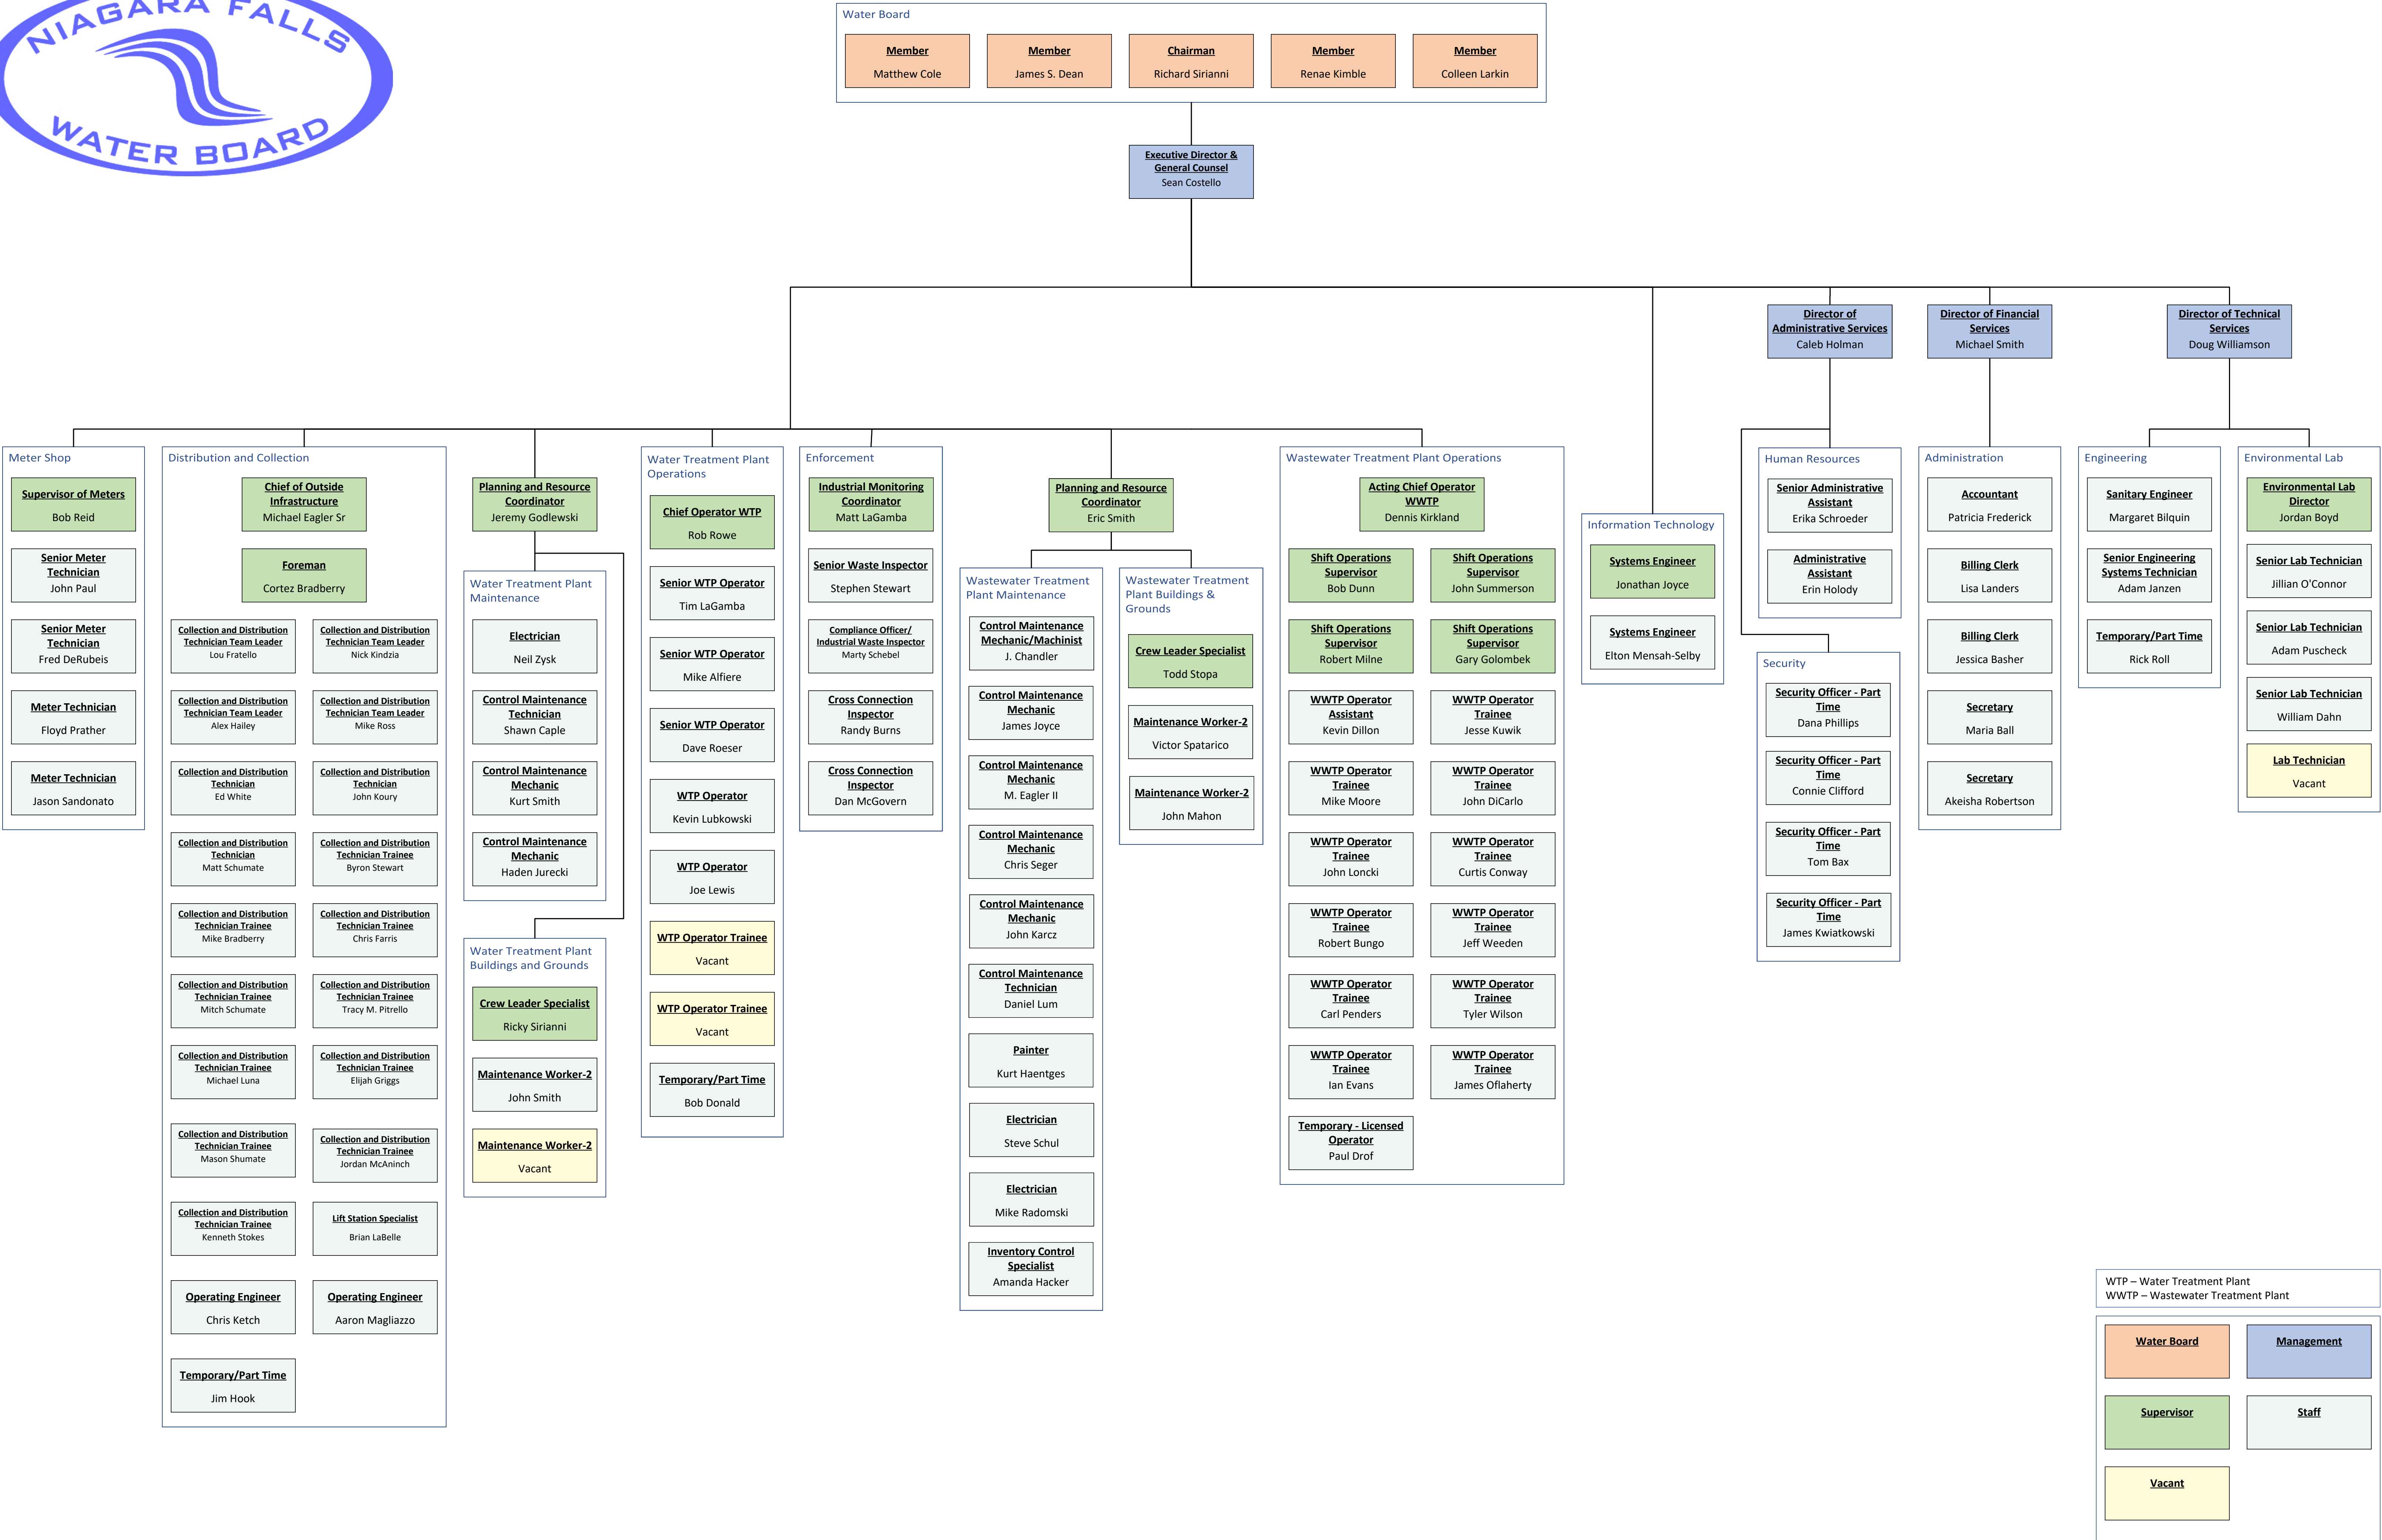 NIAGARA FALLS
WATER BOARD
Water Board
Member
Matthew Cole
Member
James S. Dean
Chairman
Richard Sirianni
Member
Renae Kimble
Member
Colleen Larkin
Executive Director &
General Counsel
Sean Costello
Director of
Administrative Services
Caleb Holman
Director of Financial
Services
Michael Smith
Director of Technical
Services
Doug Williamson
Meter Shop
Supervisor of Meters
Bob Reid
Senior Meter
Technician
John Paul
Senior Meter
Technician
Fred DeRubeis
Meter Technician
Floyd Prather
Meter Technician
Jason Sandonato
Distribution and Collection
Chief of Outside
Infrastructure
Michael Eagler Sr
Foreman
Cortez Bradberry
Collection and Distribution
Technician Team Leader
Lou Fratello
Collection and Distribution
Technician Team Leader
Nick Kindzia
Collection and Distribution
Technician Team Leader
Alex Hailey
Collection and Distribution
Technician Team Leader
Mike Ross
Collection and Distribution
Technician
Ed White
Collection and Distribution
Technician
John Koury
Collection and Distribution
Technician
Matt Schumate
Collection and Distribution
Technician Trainee
Byron Stewart
Collection and Distribution
Technician Trainee
Mike Bradberry
Collection and Distribution
Technician Trainee
Chris Farris
Collection and Distribution
Technician Trainee
Mitch Schumate
Collection and Distribution
Technician Trainee
Tracy M. Pitrello
Collection and Distribution
Technician Trainee
Michael Luna
Collection and Distribution
Technician Trainee
Elijah Griggs
Collection and Distribution
Technician Trainee
Mason Shumate
Collection and Distribution
Technician Trainee
Jordan McAninch
Collection and Distribution
Technician Trainee
Kenneth Stokes
Lift Station Specialist
Brian LaBelle
Operating Engineer
Chris Ketch
Operating Engineer
Aaron Magliazzo
Temporary/Part Time
Jim Hook
Planning and Resource
Coordinator
Jeremy Godlewski
Water Treatment Plant
Maintenance
Electrician
Neil Zysk
Control Maintenance
Technician
Shawn Caple
Control Maintenance
Mechanic
Kurt Smith
Control Maintenance
Mechanic
Haden Jurecki
Water Treatment Plant
Buildings and Grounds
Crew Leader Specialist
Ricky Sirianni
Maintenance Worker-2
John Smith
Maintenance Worker-2
Vacant
Water Treatment Plant
Operations
Chief Operator WTP
Rob Rowe
Senior WTP Operator
Tim LaGamba
Senior WTP Operator
Mike Alfiere
Senior WTP Operator
Dave Roeser
WTP Operator
Kevin Lubkowski
WTP Operator
Joe Lewis
WTP Operator Trainee
Vacant
WTP Operator Trainee
Vacant
Temporary/Part Time
Bob Donald
Enforcement
Industrial Monitoring
Coordinator
Matt LaGamba
Senior Waste Inspector
Stephen Stewart
Compliance Officer/
Industrial Waste Inspector
Marty Schebel
Cross Connection
Inspector
Randy Burns
Cross Connection
Inspector
Dan McGovern
Planning and Resource
Coordinator
Eric Smith
Wastewater Treatment
Plant Maintenance
Control Maintenance
Mechanic/Machinist
J. Chandler
Control Maintenance
Mechanic
James Joyce
Control Maintenance
Mechanic
M. Eagler II
Control Maintenance
Mechanic
Chris Seger
Control Maintenance
Mechanic
John Karcz
Control Maintenance
Technician
Daniel Lum
Painter
Kurt Haentges
Electrician
Steve Schul
Electrician
Mike Radomski
Inventory Control
Specialist
Amanda Hacker
Wastewater Treatment
Plant Buildings &
Grounds
Crew Leader Specialist
Todd Stopa
Maintenance Worker-2
Victor Spatarico
Maintenance Worker-2
John Mahon
Wastewater Treatment Plant Operations
Acting Chief Operator
WWTP
Dennis Kirkland
Shift Operations
Supervisor
Bob Dunn
Shift Operations
Supervisor
John Summerson
Shift Operations
Supervisor
Robert Milne
Shift Operations
Supervisor
Gary Golombek
WWTP Operator
Assistant
Kevin Dillon
WWTP Operator
Trainee
Jesse Kuwik
WWTP Operator
Trainee
Mike Moore
WWTP Operator
Trainee
John DiCarlo
WWTP Operator
Trainee
John Loncki
WWTP Operator
Trainee
Curtis Conway
WWTP Operator
Trainee
Robert Bungo
WWTP Operator
Trainee
Jeff Weeden
WWTP Operator
Trainee
Carl Penders
WWTP Operator
Trainee
Tyler Wilson
WWTP Operator
Trainee
Ian Evans
WWTP Operator
Trainee
James Oflaherty
Temporary - Licensed
Operator
Paul Drof
Information Technology
Systems Engineer
Jonathan Joyce
Systems Engineer
Elton Mensah-Selby
Human Resources
Senior Administrative
Assistant
Erika Schroeder
Administrative
Assistant
Erin Holody
Security
Security Officer - Part
Time
Dana Phillips
Security Officer - Part
Time
Connie Clifford
Security Officer - Part
Time
Tom Bax
Security Officer - Part
Time
James Kwiatkowski
Administration
Accountant
Patricia Frederick
Billing Clerk
Lisa Landers
Billing Clerk
Jessica Basher
Secretary
Maria Ball
Secretary
Akeisha Robertson
Engineering
Sanitary Engineer
Margaret Bilquin
Senior Engineering
Systems Technician
Adam Janzen
Temporary/Part Time
Rick Roll
Environmental Lab
Environmental Lab
Director
Jordan Boyd
Senior Lab Technician
Jillian O'Connor
Senior Lab Technician
Adam Puscheck
Senior Lab Technician
William Dahn
Lab Technician
Vacant
WTP – Water Treatment Plant
WWTP – Wastewater Treatment Plant
Water Board
Management
Supervisor
Staff
Vacant